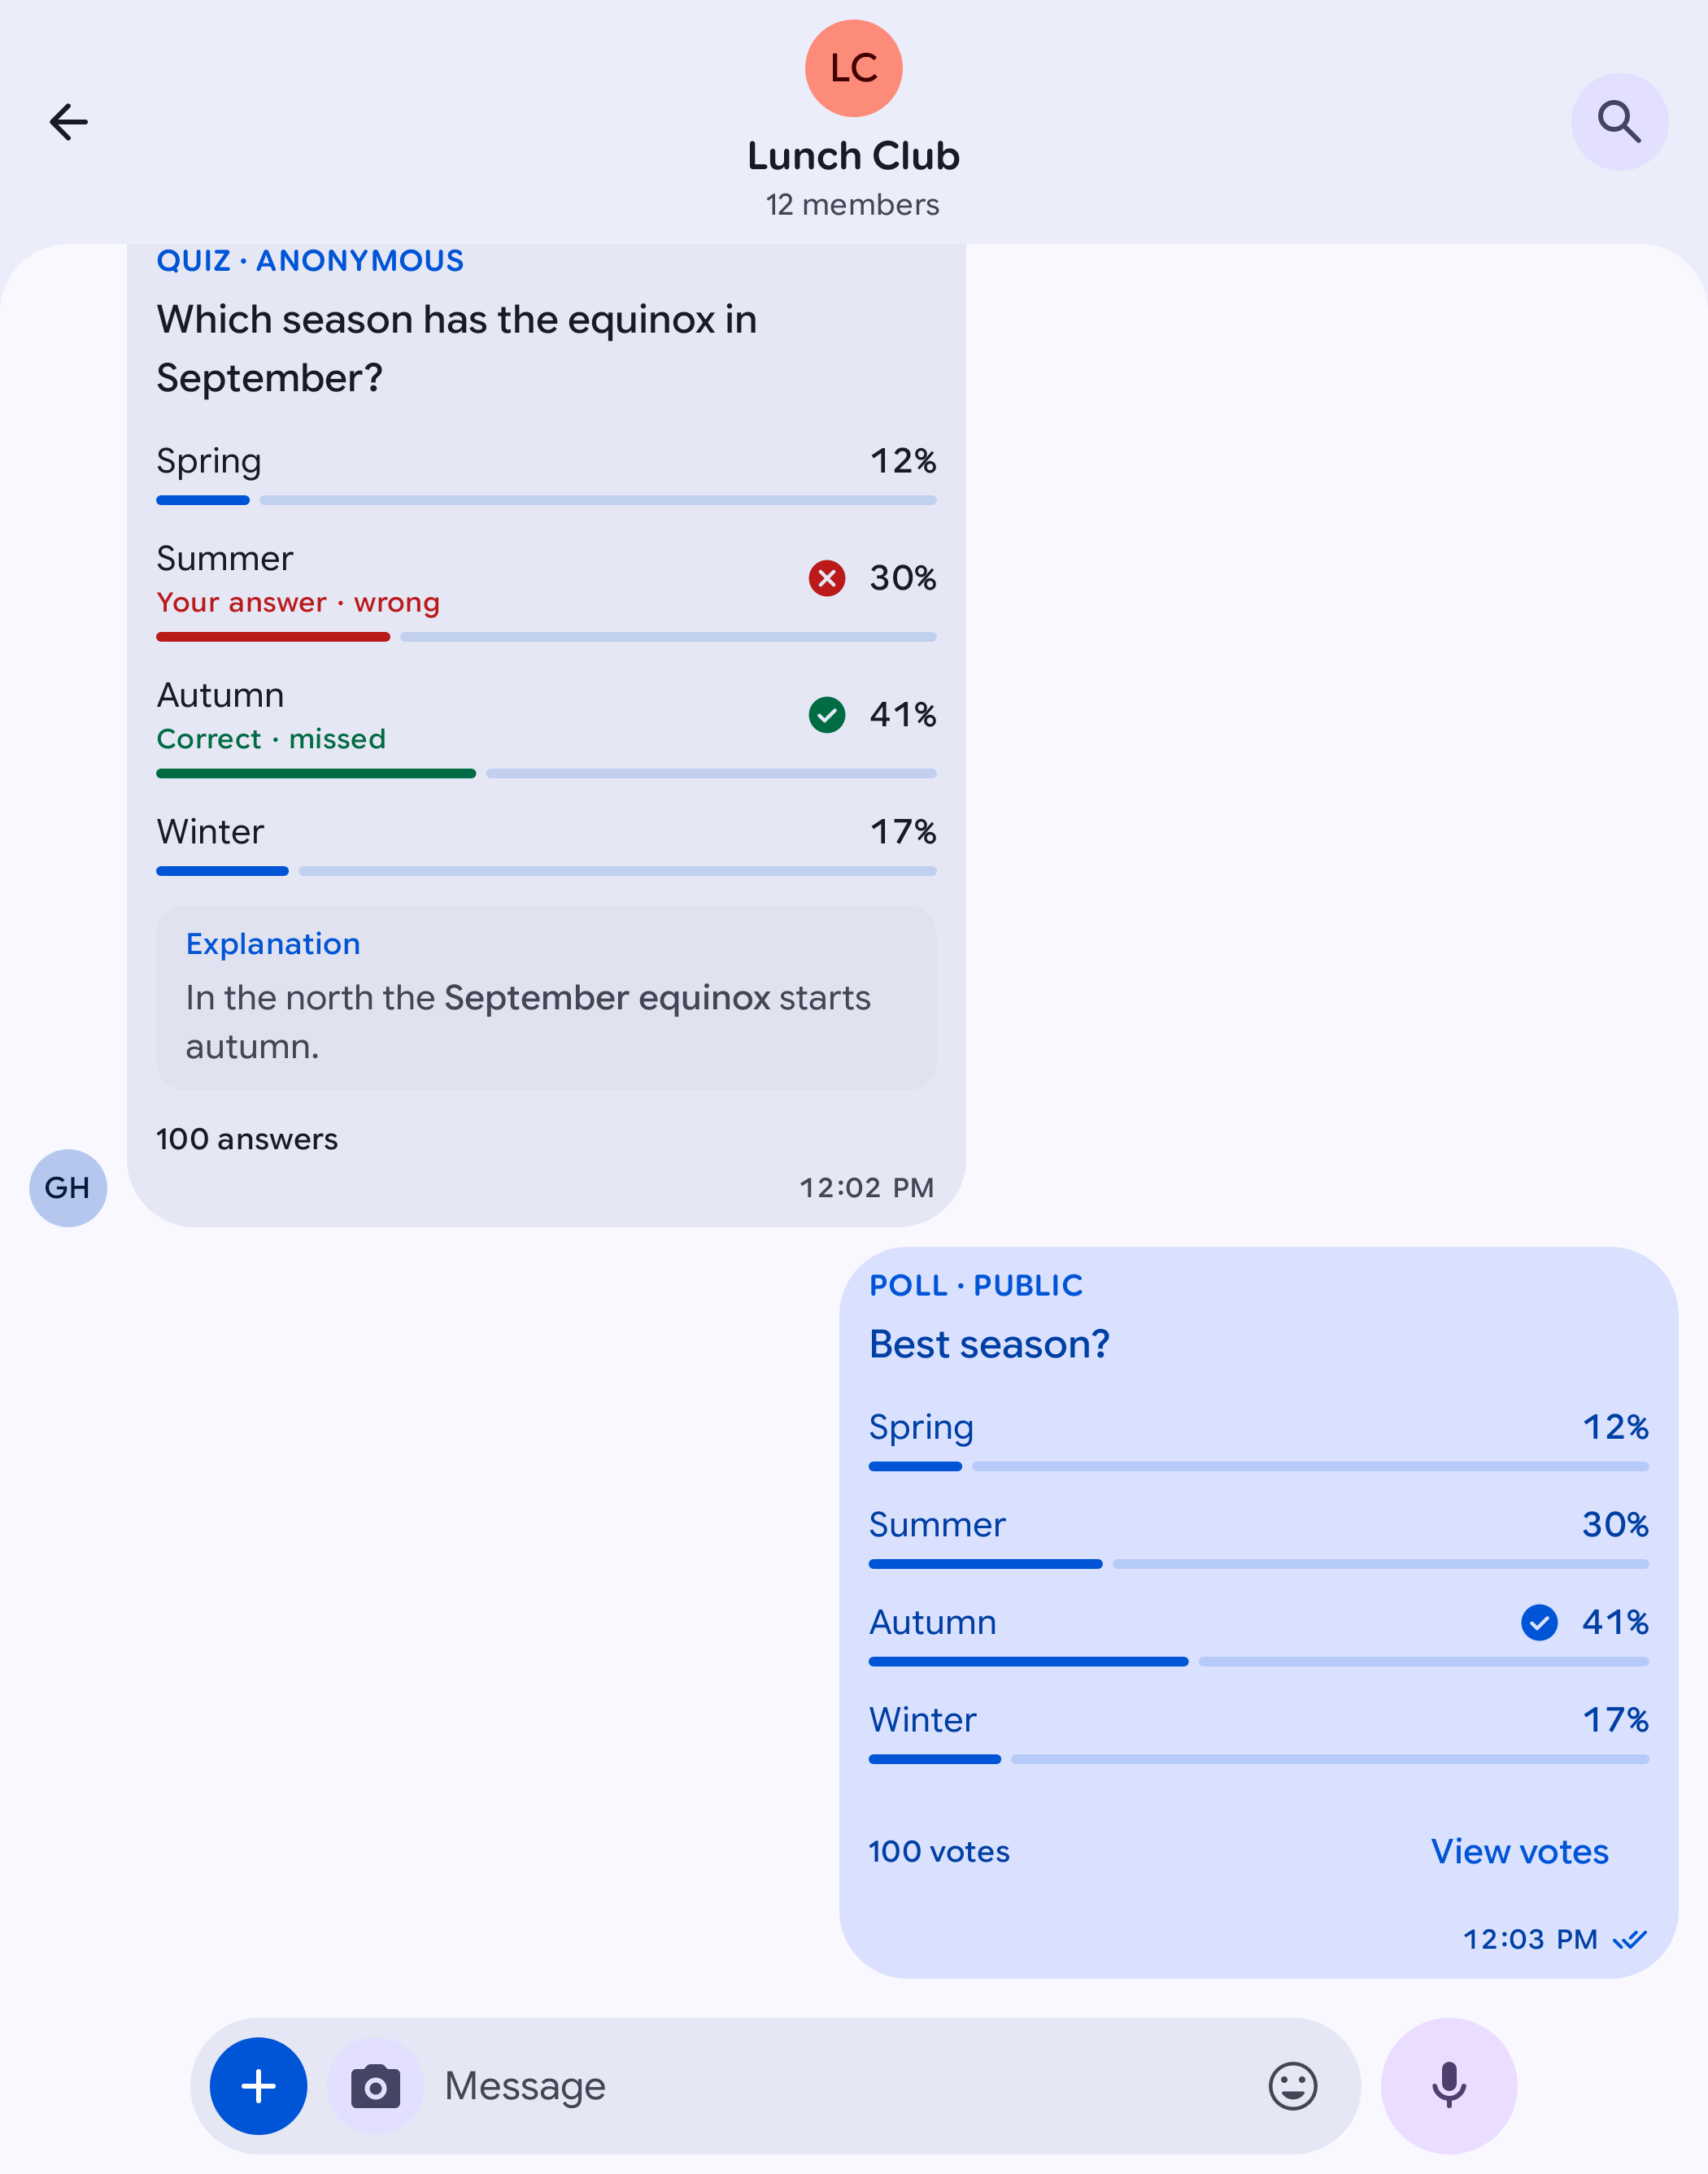 LC
Lunch Club
12 members
QUIZ · ANONYMOUS
Which season has the equinox in
September?
Spring 12%
Summer 30%
Your answer · wrong
Autumn 41%
Correct · missed
Winter 17%
Explanation
In the north the September equinox starts
autumn.
100 answers
GH
12:02 PM
POLL · PUBLIC
Best season?
Spring 12%
Summer 30%
Autumn 41%
Winter 17%
100 votes View votes
12:03 PM
Message